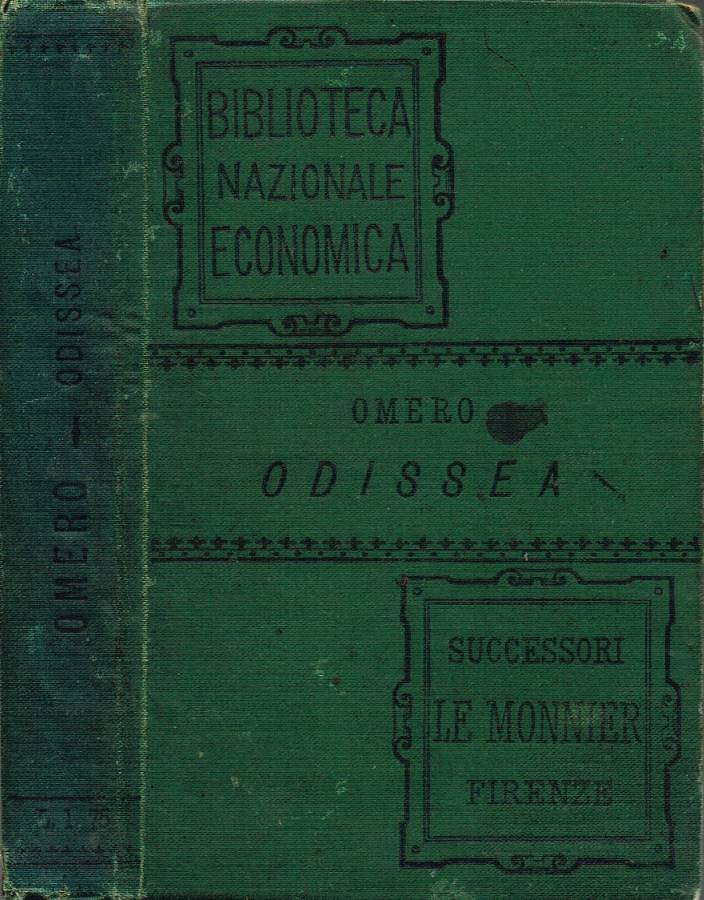 BIBLIOTECA
NAZIONALE
ECONOMICA
OMERO
ODISSEA
SUCCESSORI
LE MONNIER
FIRENZE
OMERO — ODISSEA
L. 1. 75